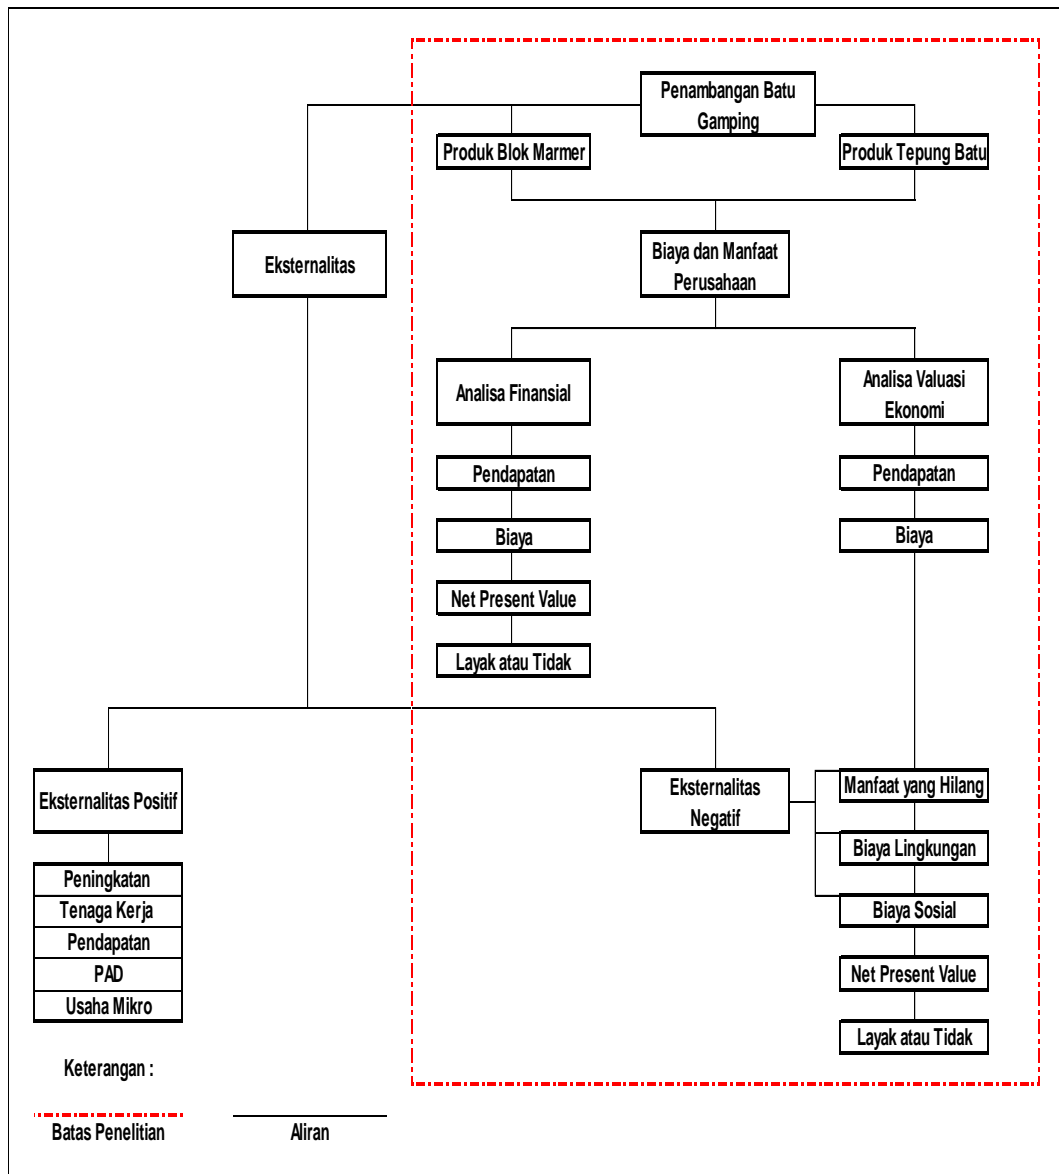 Penambangan Batu
Gamping
Produk Blok Marmer
Produk Tepung Batu
Eksternalitas
Biaya dan Manfaat
Perusahaan
Analisa Finansial
Analisa Valuasi
Ekonomi
Pendapatan
Pendapatan
Biaya
Biaya
Net Present Value
Layak atau Tidak
Eksternalitas Positif
Eksternalitas
Negatif
Manfaat yang Hilang
Biaya Lingkungan
Peningkatan
Tenaga Kerja
Biaya Sosial
Pendapatan
PAD
Net Present Value
Usaha Mikro
Layak atau Tidak
Keterangan :
Batas Penelitian
Aliran